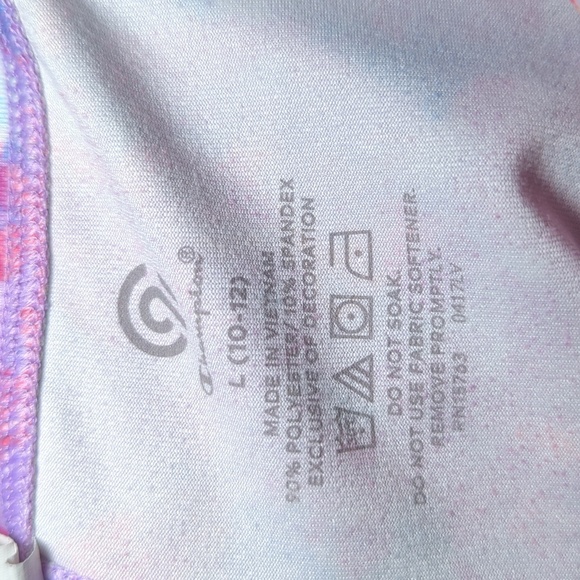 C9
Champion®
L (10-12)
MADE IN VIETNAM
90% POLYESTER/ 10% SPANDEX
EXCLUSIVE OF DECORATION
DO NOT SOAK.
DO NOT USE FABRIC SOFTENER.
REMOVE PROMPTLY.
RN15763 0417LV